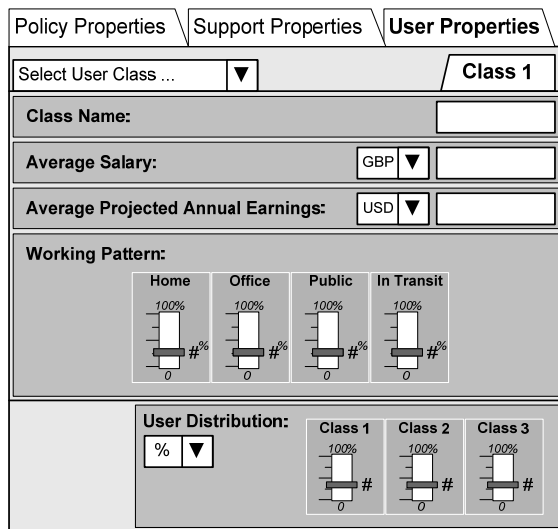 Policy Properties Support Properties User Properties
Select User Class ... ▼ Class 1
Class Name:
Average Salary: GBP ▼
Average Projected Annual Earnings: USD ▼
Working Pattern:
Home Office Public In Transit
100% 100% 100% 100%
#% #% #% #%
0 0 0 0
User Distribution: Class 1 Class 2 Class 3
% ▼ 100% 100% 100%
# # #
0 0 0